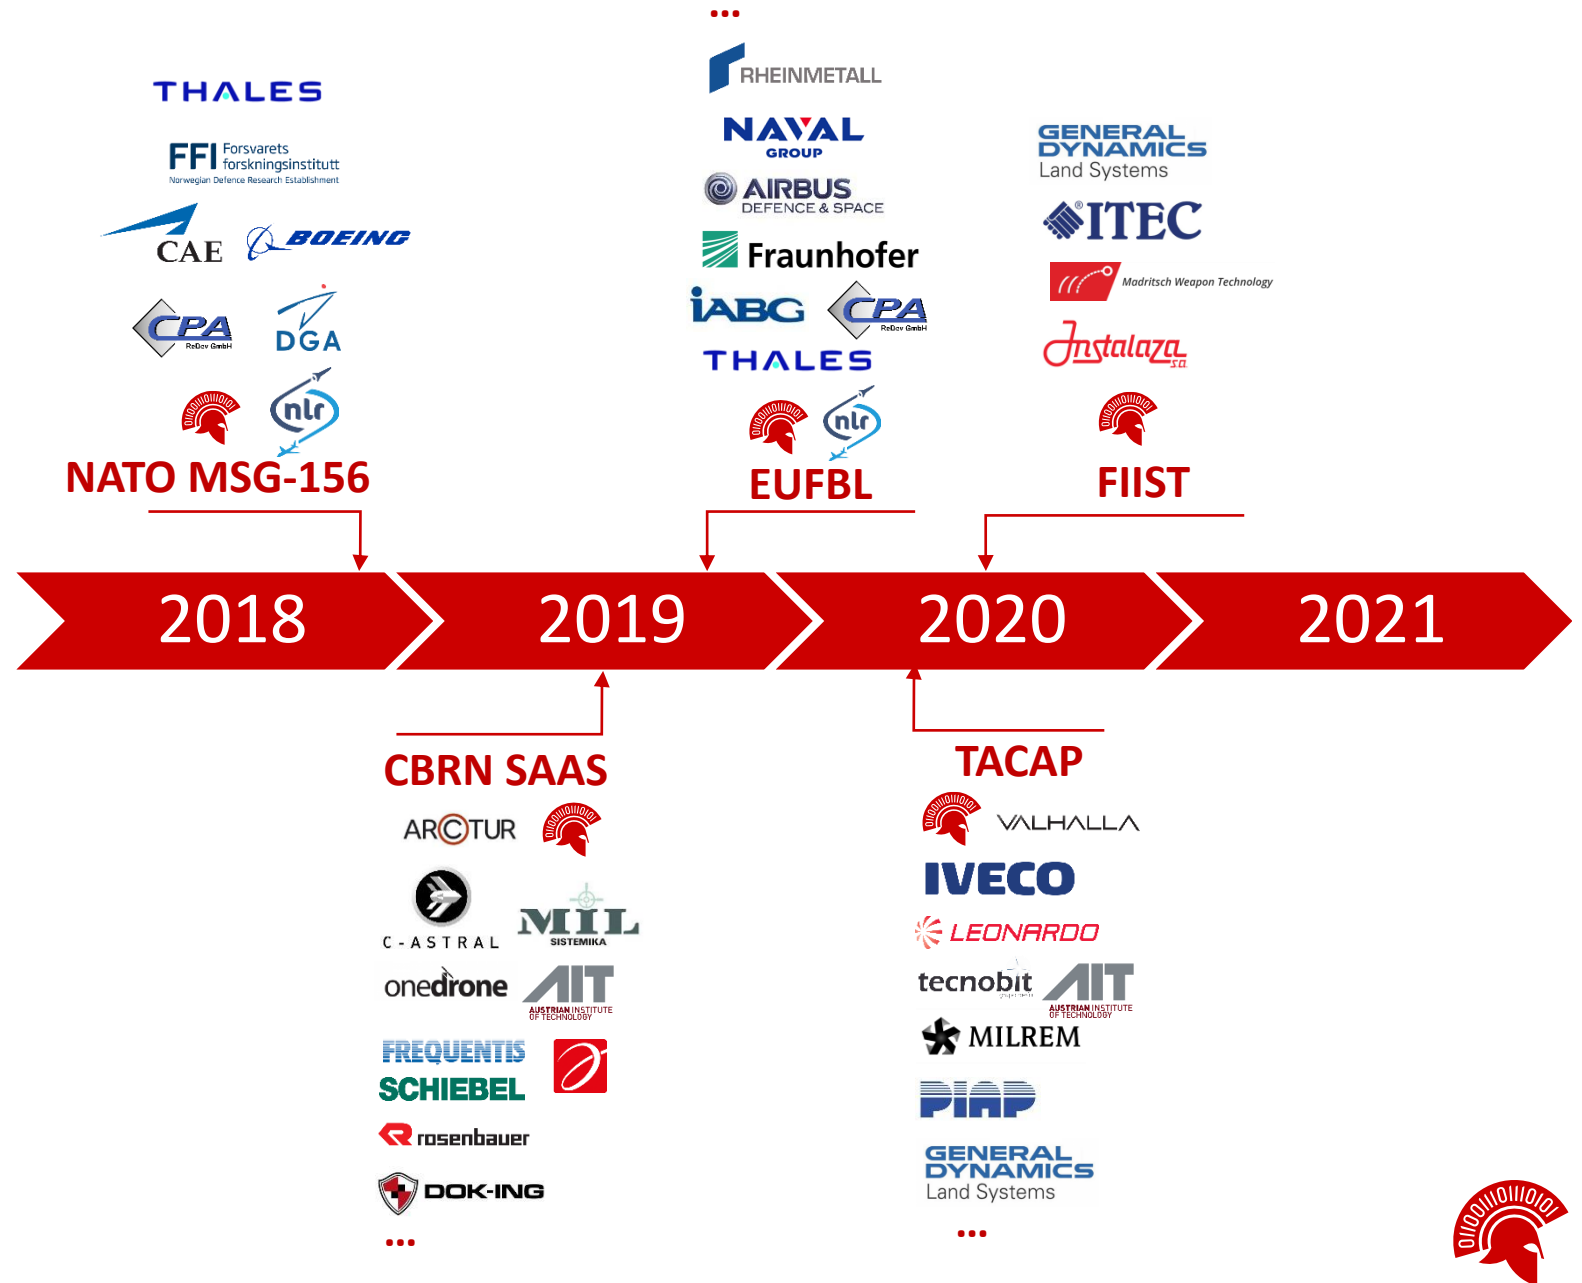 ...
THALES
FFI Forsvarets
forskningsinstitutt
Norwegian Defence Research Establishment
CAE
BOEING
CPA
ReDev GmbH
DGA
nlr
01100111011110101
NATO MSG-156
RHEINMETALL
NAVAL
GROUP
AIRBUS
DEFENCE & SPACE
Fraunhofer
iABG
CPA
ReDev GmbH
THALES
nlr
EUFBL
GENERAL
DYNAMICS
Land Systems
®ITEC
Madritsch Weapon Technology
Instalaza
S.A.
FIIST
2018
2019
2020
2021
CBRN SAAS
ARCTUR
C-ASTRAL
MIL
SISTEMIKA
onedrone
AIT
AUSTRIAN INSTITUTE
OF TECHNOLOGY
FREQUENTIS
SCHIEBEL
rosenbauer
DOK-ING
...
TACAP
VALHALLA
IVECO
LEONARDO
tecnobit
AIT
AUSTRIAN INSTITUTE
OF TECHNOLOGY
MILREM
PIAP
GENERAL
DYNAMICS
Land Systems
...